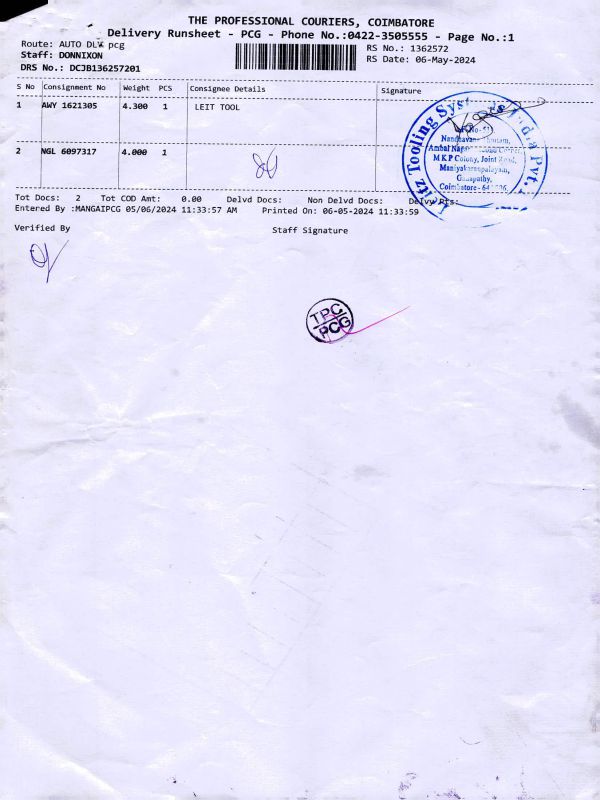 THE PROFESSIONAL COURIERS, COIMBATORE
Delivery Runsheet - PCG - Phone No.:0422-3505555 - Page No.:1
Route: AUTO DLV pcg
RS No.: 1362572
Staff: DONNIXON
RS Date: 06-May-2024
DRS No.: DCJB136257201
S No Consignment No Weight PCS Consignee Details Signature
1 AWY 1621305 4.300 1 LEIT TOOL
2 NGL 6097317 4.000 1
Tooling Systems India Pvt.
Ambal Nagar
MKP Colony, Joint Road,
Maniyakarampalayam,
Ganapathy,
Coimbatore-
Tot Docs: 2 Tot COD Amt: 0.00 Delvd Docs: Non Delvd Docs: Delvy Pts:
Entered By :MANGAIPCG 05/06/2024 11:33:57 AM Printed On: 06-05-2024 11:33:59
Verified By Staff Signature
TPC
PCG